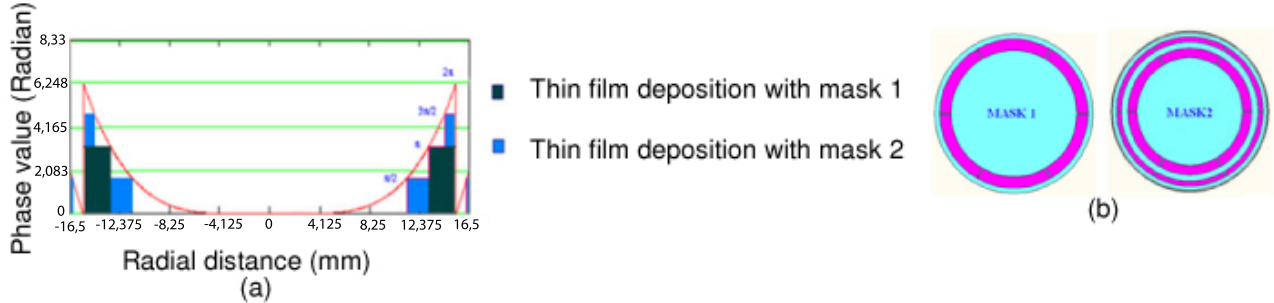 Phase value (Radian)
8,33
6,248
4,165
2,083
0
2π
3π/2
π
π/2
-16,5 -12,375 -8,25 -4,125 0 4,125 8,25 12,375 16,5
Radial distance (mm)
(a)
Thin film deposition with mask 1
Thin film deposition with mask 2
MASK 1
MASK2
(b)